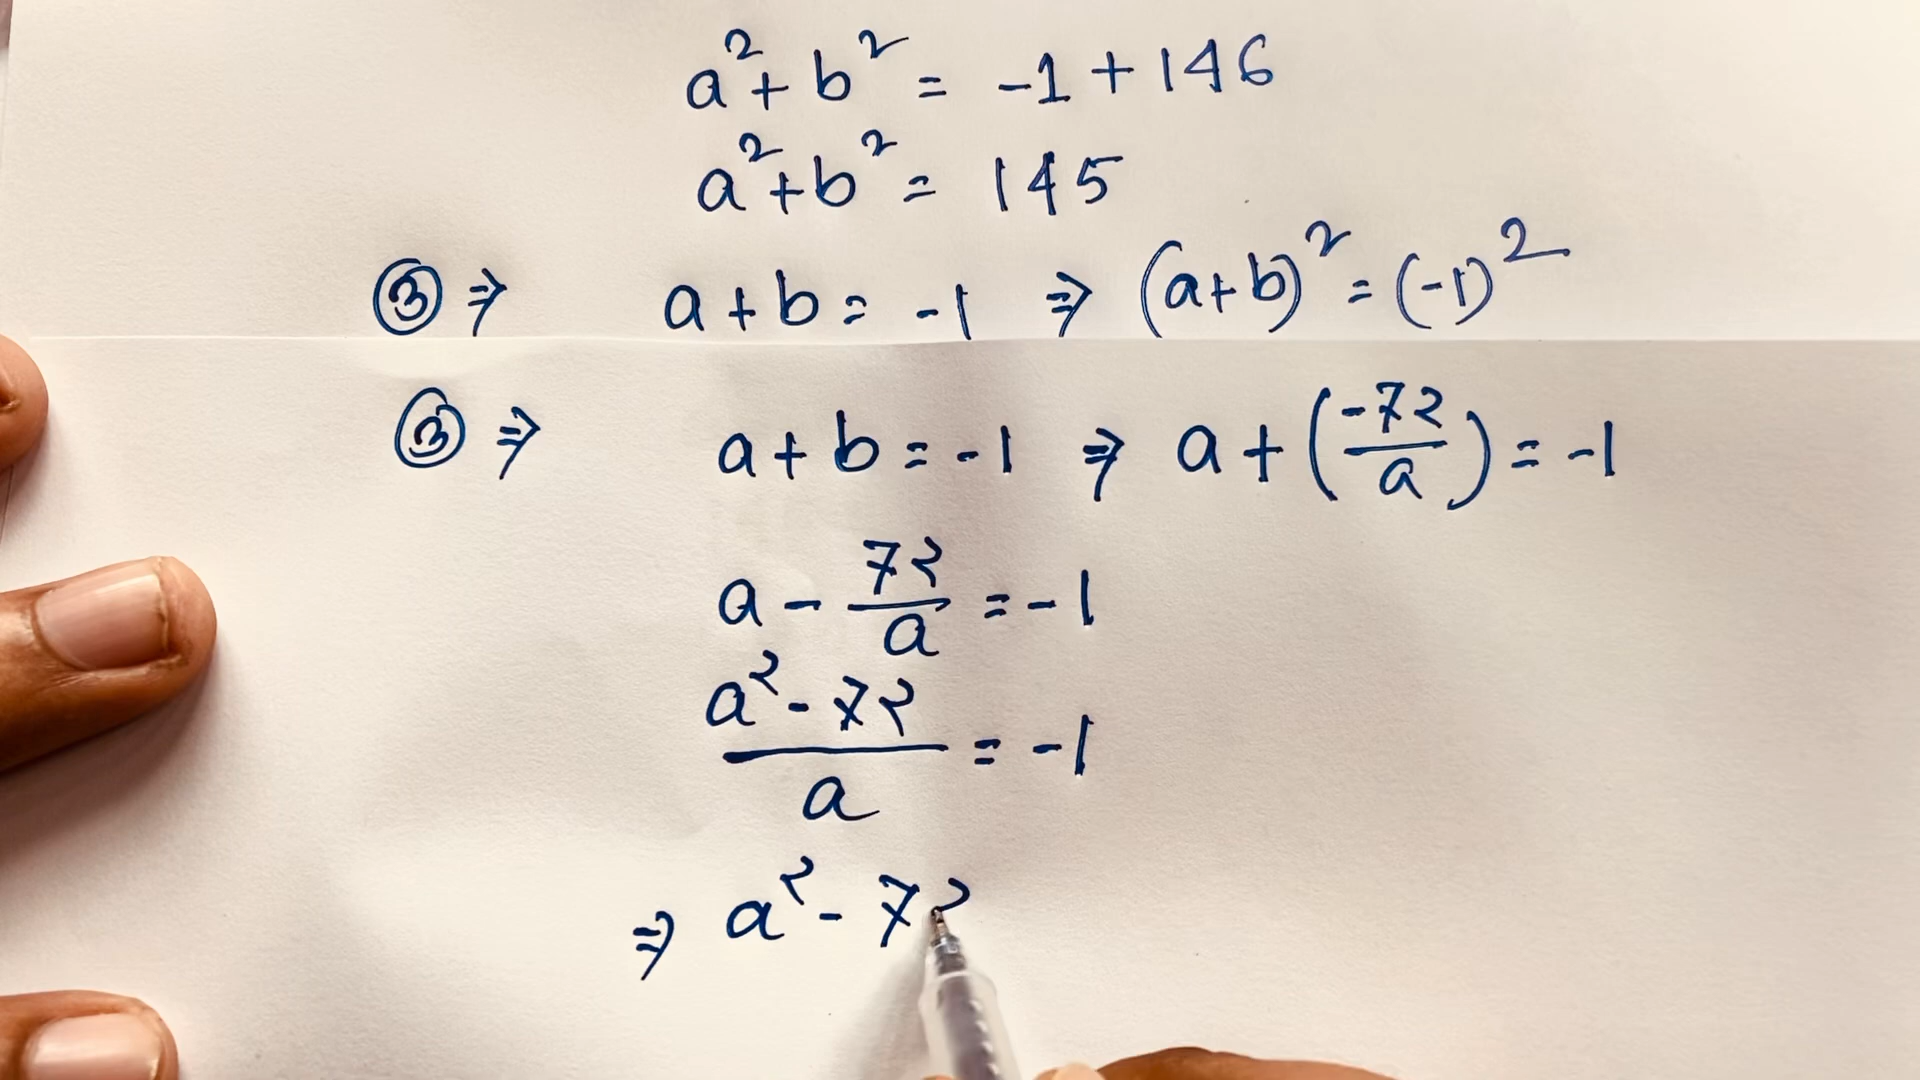 a² + b² = -1 + 146
a² + b² = 145
③ ⇒ a + b = -1 ⇒ (a+b)² = (-1)²
③ ⇒ a + b = -1 ⇒ a + (-72/a) = -1
a - 72/a = -1
(a² - 72)/a = -1
⇒ a² - 72